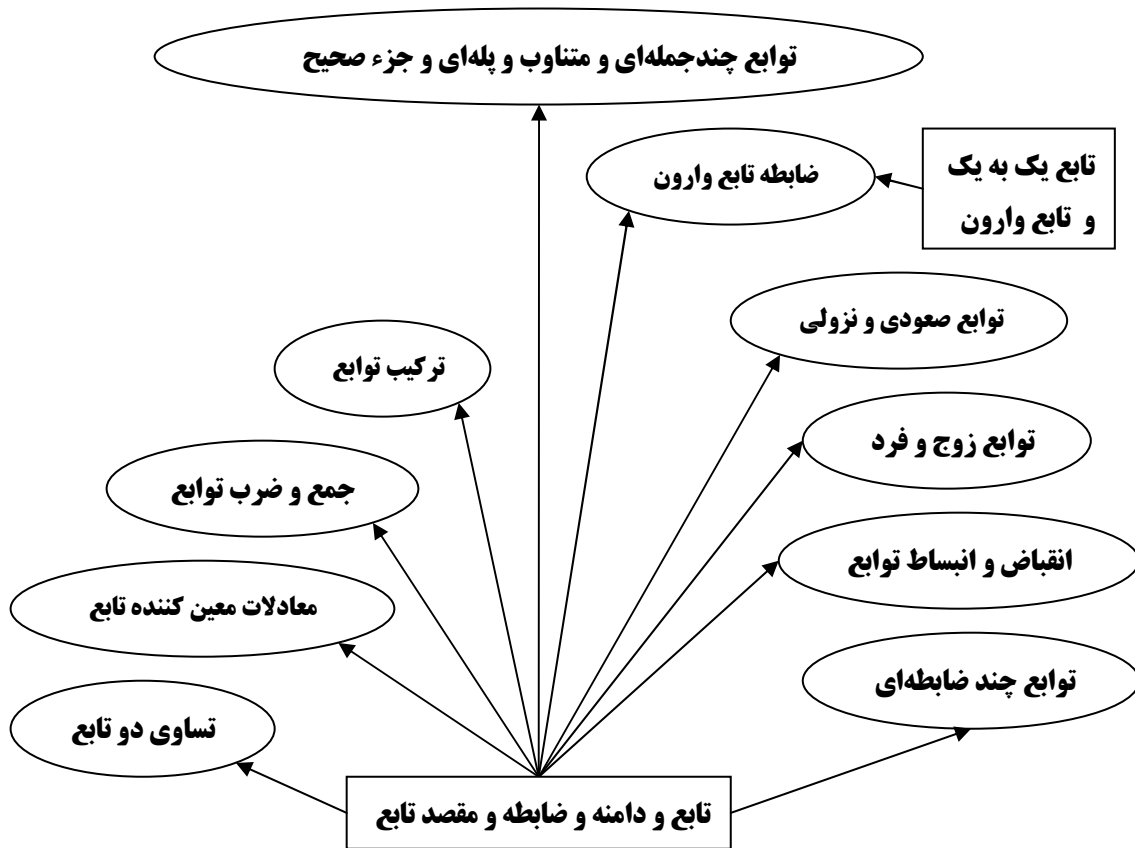 توابع چندجمله‌ای و متناوب و پله‌ای و جزء صحیح
تابع یک به یک
و تابع وارون
ضابطه تابع وارون
توابع صعودی و نزولی
ترکیب توابع
توابع زوج و فرد
جمع و ضرب توابع
انقباض و انبساط توابع
معادلات معین کننده تابع
توابع چند ضابطه‌ای
تساوی دو تابع
تابع و دامنه و ضابطه و مقصد تابع